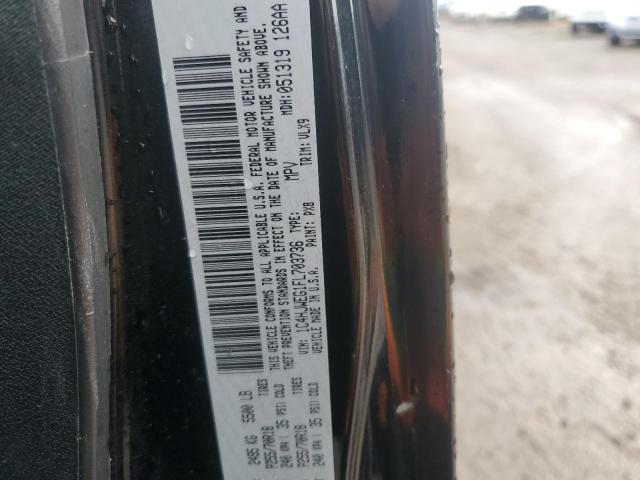 2495 KG 5500 LB
P255/70R18 TIRES
240 KPA ( 35 PSI) COLD
P255/70R18 TIRES
240 KPA ( 35 PSI) COLD
THIS VEHICLE CONFORMS TO ALL APPLICABLE U.S.A. FEDERAL MOTOR VEHICLE SAFETY AND
THEFT PREVENTION STANDARDS IN EFFECT ON THE DATE OF MANUFACTURE SHOWN ABOVE.
MDH: 051319 126AA
VIN: 1C4HJWEG1FL703736 TYPE: MPV
VEHICLE MADE IN U.S.A. PAINT: PX8 TRIM: VLX9